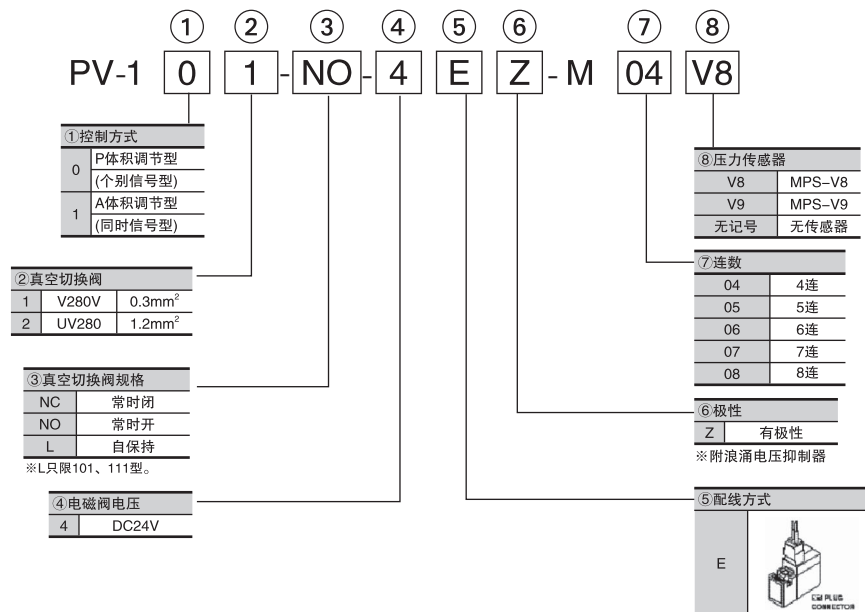 ① ② ③ ④ ⑤ ⑥ ⑦ ⑧
PV-1 0 1 - NO - 4 E Z - M 04 V8
①控制方式
0 P体积调节型
(个别信号型)
1 A体积调节型
(同时信号型)
②真空切换阀
1 V280V 0.3mm²
2 UV280 1.2mm²
③真空切换阀规格
NC 常时闭
NO 常时开
L 自保持
※L只限101、111型。
④电磁阀电压
4 DC24V
⑧压力传感器
V8 MPS-V8
V9 MPS-V9
无记号 无传感器
⑦连数
04 4连
05 5连
06 6连
07 7连
08 8连
⑥极性
Z 有极性
※附浪涌电压抑制器
⑤配线方式
E
PLUG
CONNECTOR